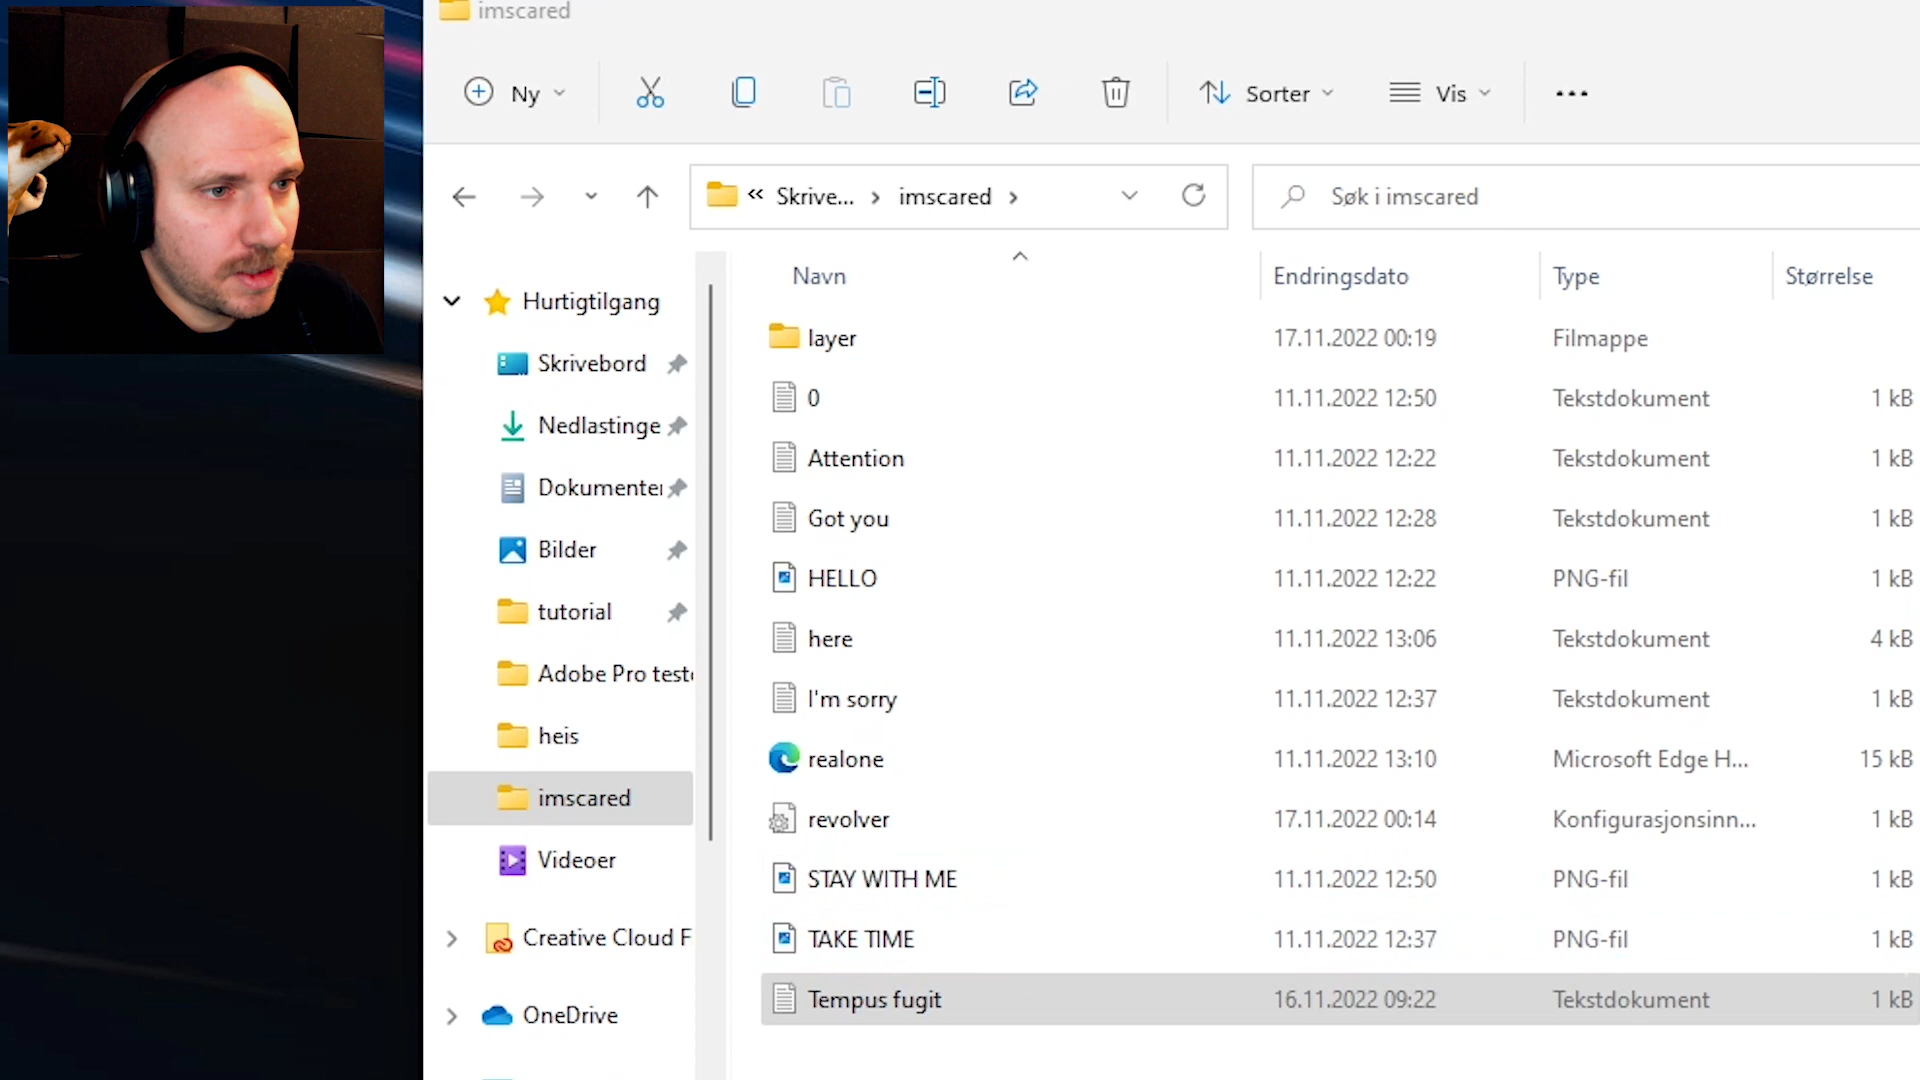 imscared
Ny
Sorter
Vis
« Skrive... › imscared ›
Søk i imscared
Navn
Endringsdato
Type
Størrelse
Hurtigtilgang
Skrivebord
Nedlastinge
Dokumenter
Bilder
tutorial
Adobe Pro test
heis
imscared
Videoer
Creative Cloud F
OneDrive
layer 17.11.2022 00:19 Filmappe
0 11.11.2022 12:50 Tekstdokument 1 kB
Attention 11.11.2022 12:22 Tekstdokument 1 kB
Got you 11.11.2022 12:28 Tekstdokument 1 kB
HELLO 11.11.2022 12:22 PNG-fil 1 kB
here 11.11.2022 13:06 Tekstdokument 4 kB
I'm sorry 11.11.2022 12:37 Tekstdokument 1 kB
realone 11.11.2022 13:10 Microsoft Edge H... 15 kB
revolver 17.11.2022 00:14 Konfigurasjonsinn... 1 kB
STAY WITH ME 11.11.2022 12:50 PNG-fil 1 kB
TAKE TIME 11.11.2022 12:37 PNG-fil 1 kB
Tempus fugit 16.11.2022 09:22 Tekstdokument 1 kB